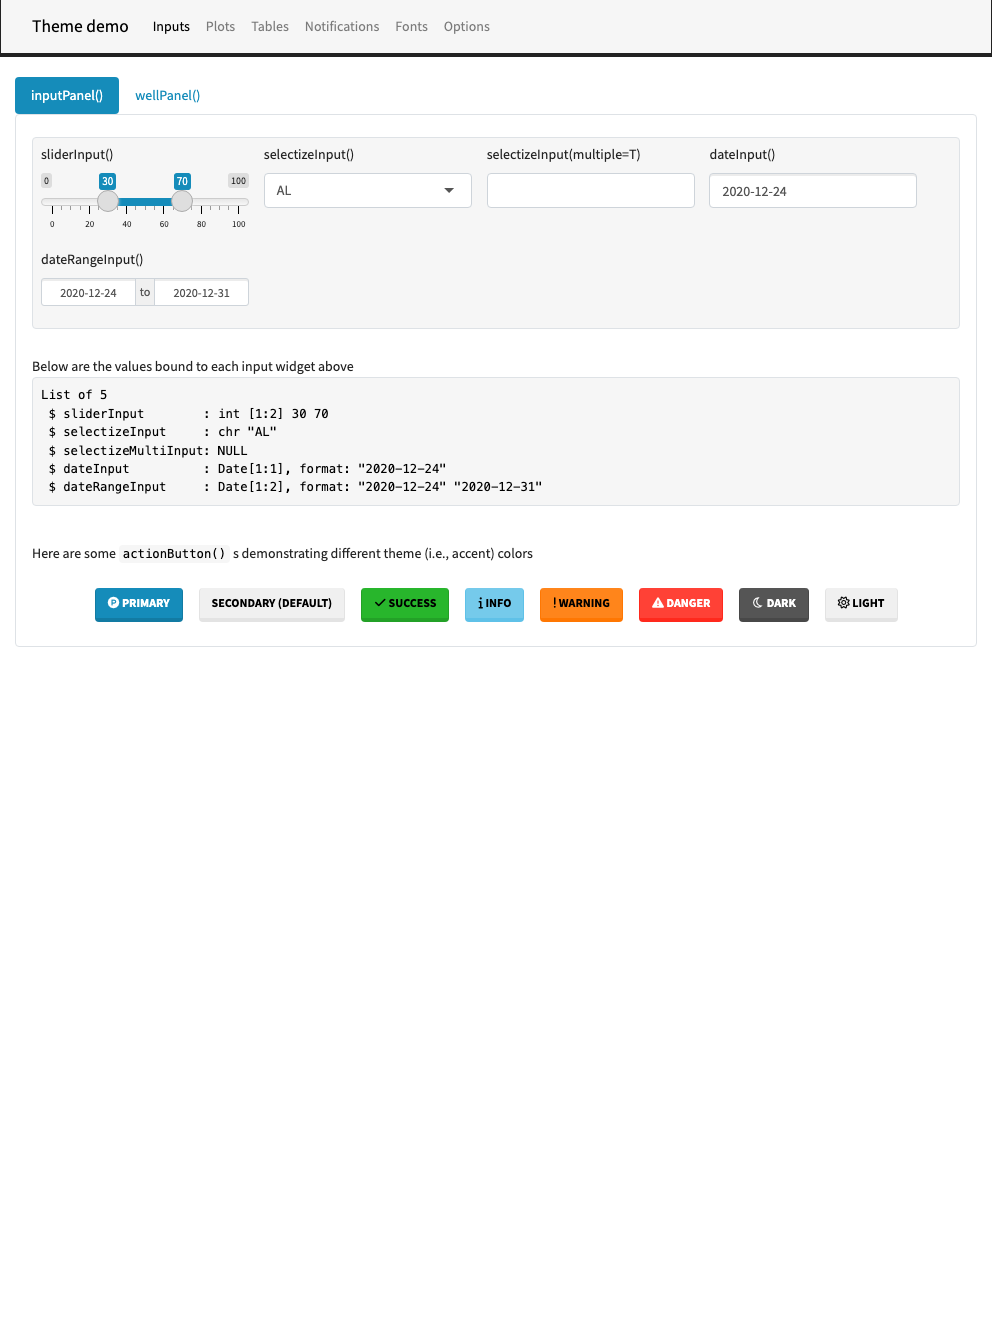 Theme demo Inputs Plots Tables Notifications Fonts Options
inputPanel() wellPanel()
sliderInput() selectizeInput() selectizeInput(multiple=T) dateInput()
0 30 70 100 AL 2020-12-24
0 20 40 60 80 100
dateRangeInput()
2020-12-24 to 2020-12-31
Below are the values bound to each input widget above
List of 5
 $ sliderInput        : int [1:2] 30 70
 $ selectizeInput     : chr "AL"
 $ selectizeMultiInput: NULL
 $ dateInput          : Date[1:1], format: "2020-12-24"
 $ dateRangeInput     : Date[1:2], format: "2020-12-24" "2020-12-31"
Here are some actionButton() s demonstrating different theme (i.e., accent) colors
PRIMARY SECONDARY (DEFAULT) SUCCESS INFO WARNING DANGER DARK LIGHT